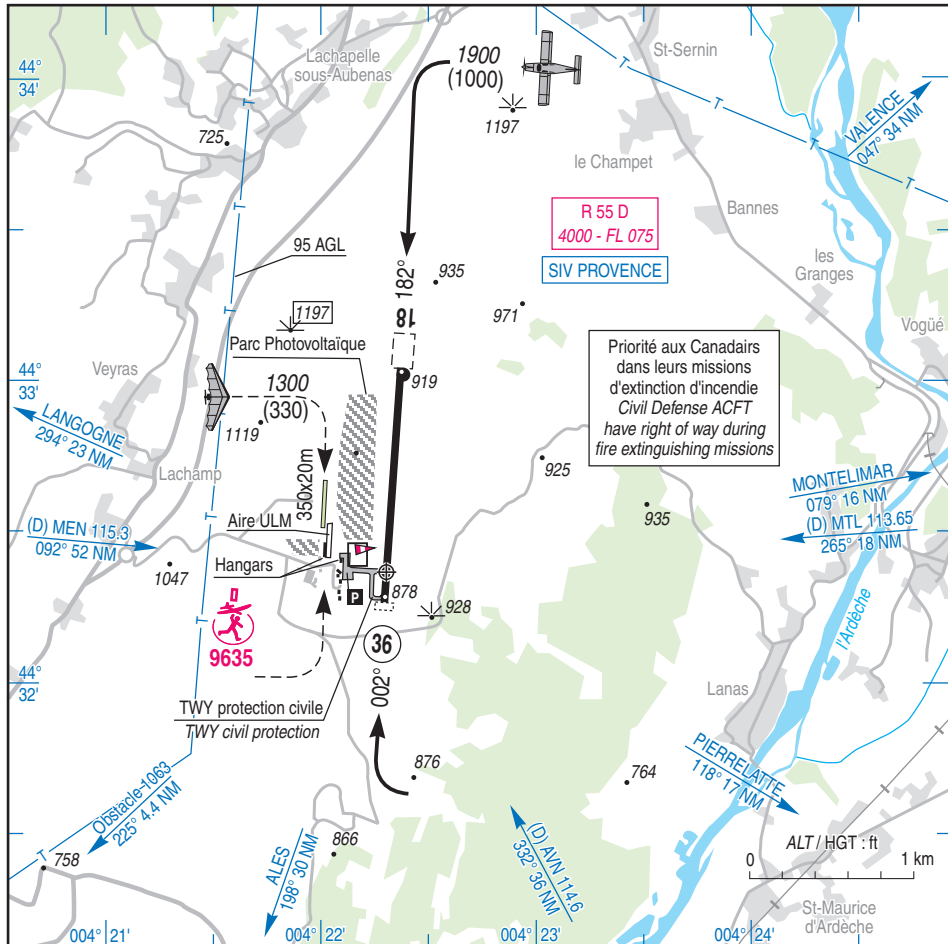 44°
34'
Lachapelle
sous-Aubenas
1900
(1000)
St-Sernin
1197
VALENCE
047° 34 NM
725
le Champet
T
T
T
Bannes
R 55 D
4000 - FL 075
SIV PROVENCE
95 AGL
182°
18
935
971
les
Granges
Vogüé
T
1197
Parc Photovoltaïque
Priorité aux Canadairs
dans leurs missions
d'extinction d'incendie
Civil Defense ACFT
have right of way during
fire extinguishing missions
44°
33'
Veyras
919
1300
(330)
1119
LANGOGNE
294° 23 NM
T
Lachamp
350x20m
925
935
MONTELIMAR
079° 16 NM
(D) MTL 113.65
265° 18 NM
(D) MEN 115.3
092° 52 NM
Aire ULM
T
Hangars
1047
P
878
928
l'Ardèche
9635
36
002°
44°
32'
Lanas
TWY protection civile
TWY civil protection
T
876
764
PIERRELATTE
118° 17 NM
Obstacle 1063
225° 4.4 NM
866
758
T
ALES
198° 30 NM
(D) AVN 114.6
332° 36 NM
ALT / HGT : ft
0
1 km
St-Maurice
d'Ardèche
004° 21'
004° 22'
004° 23'
004° 24'